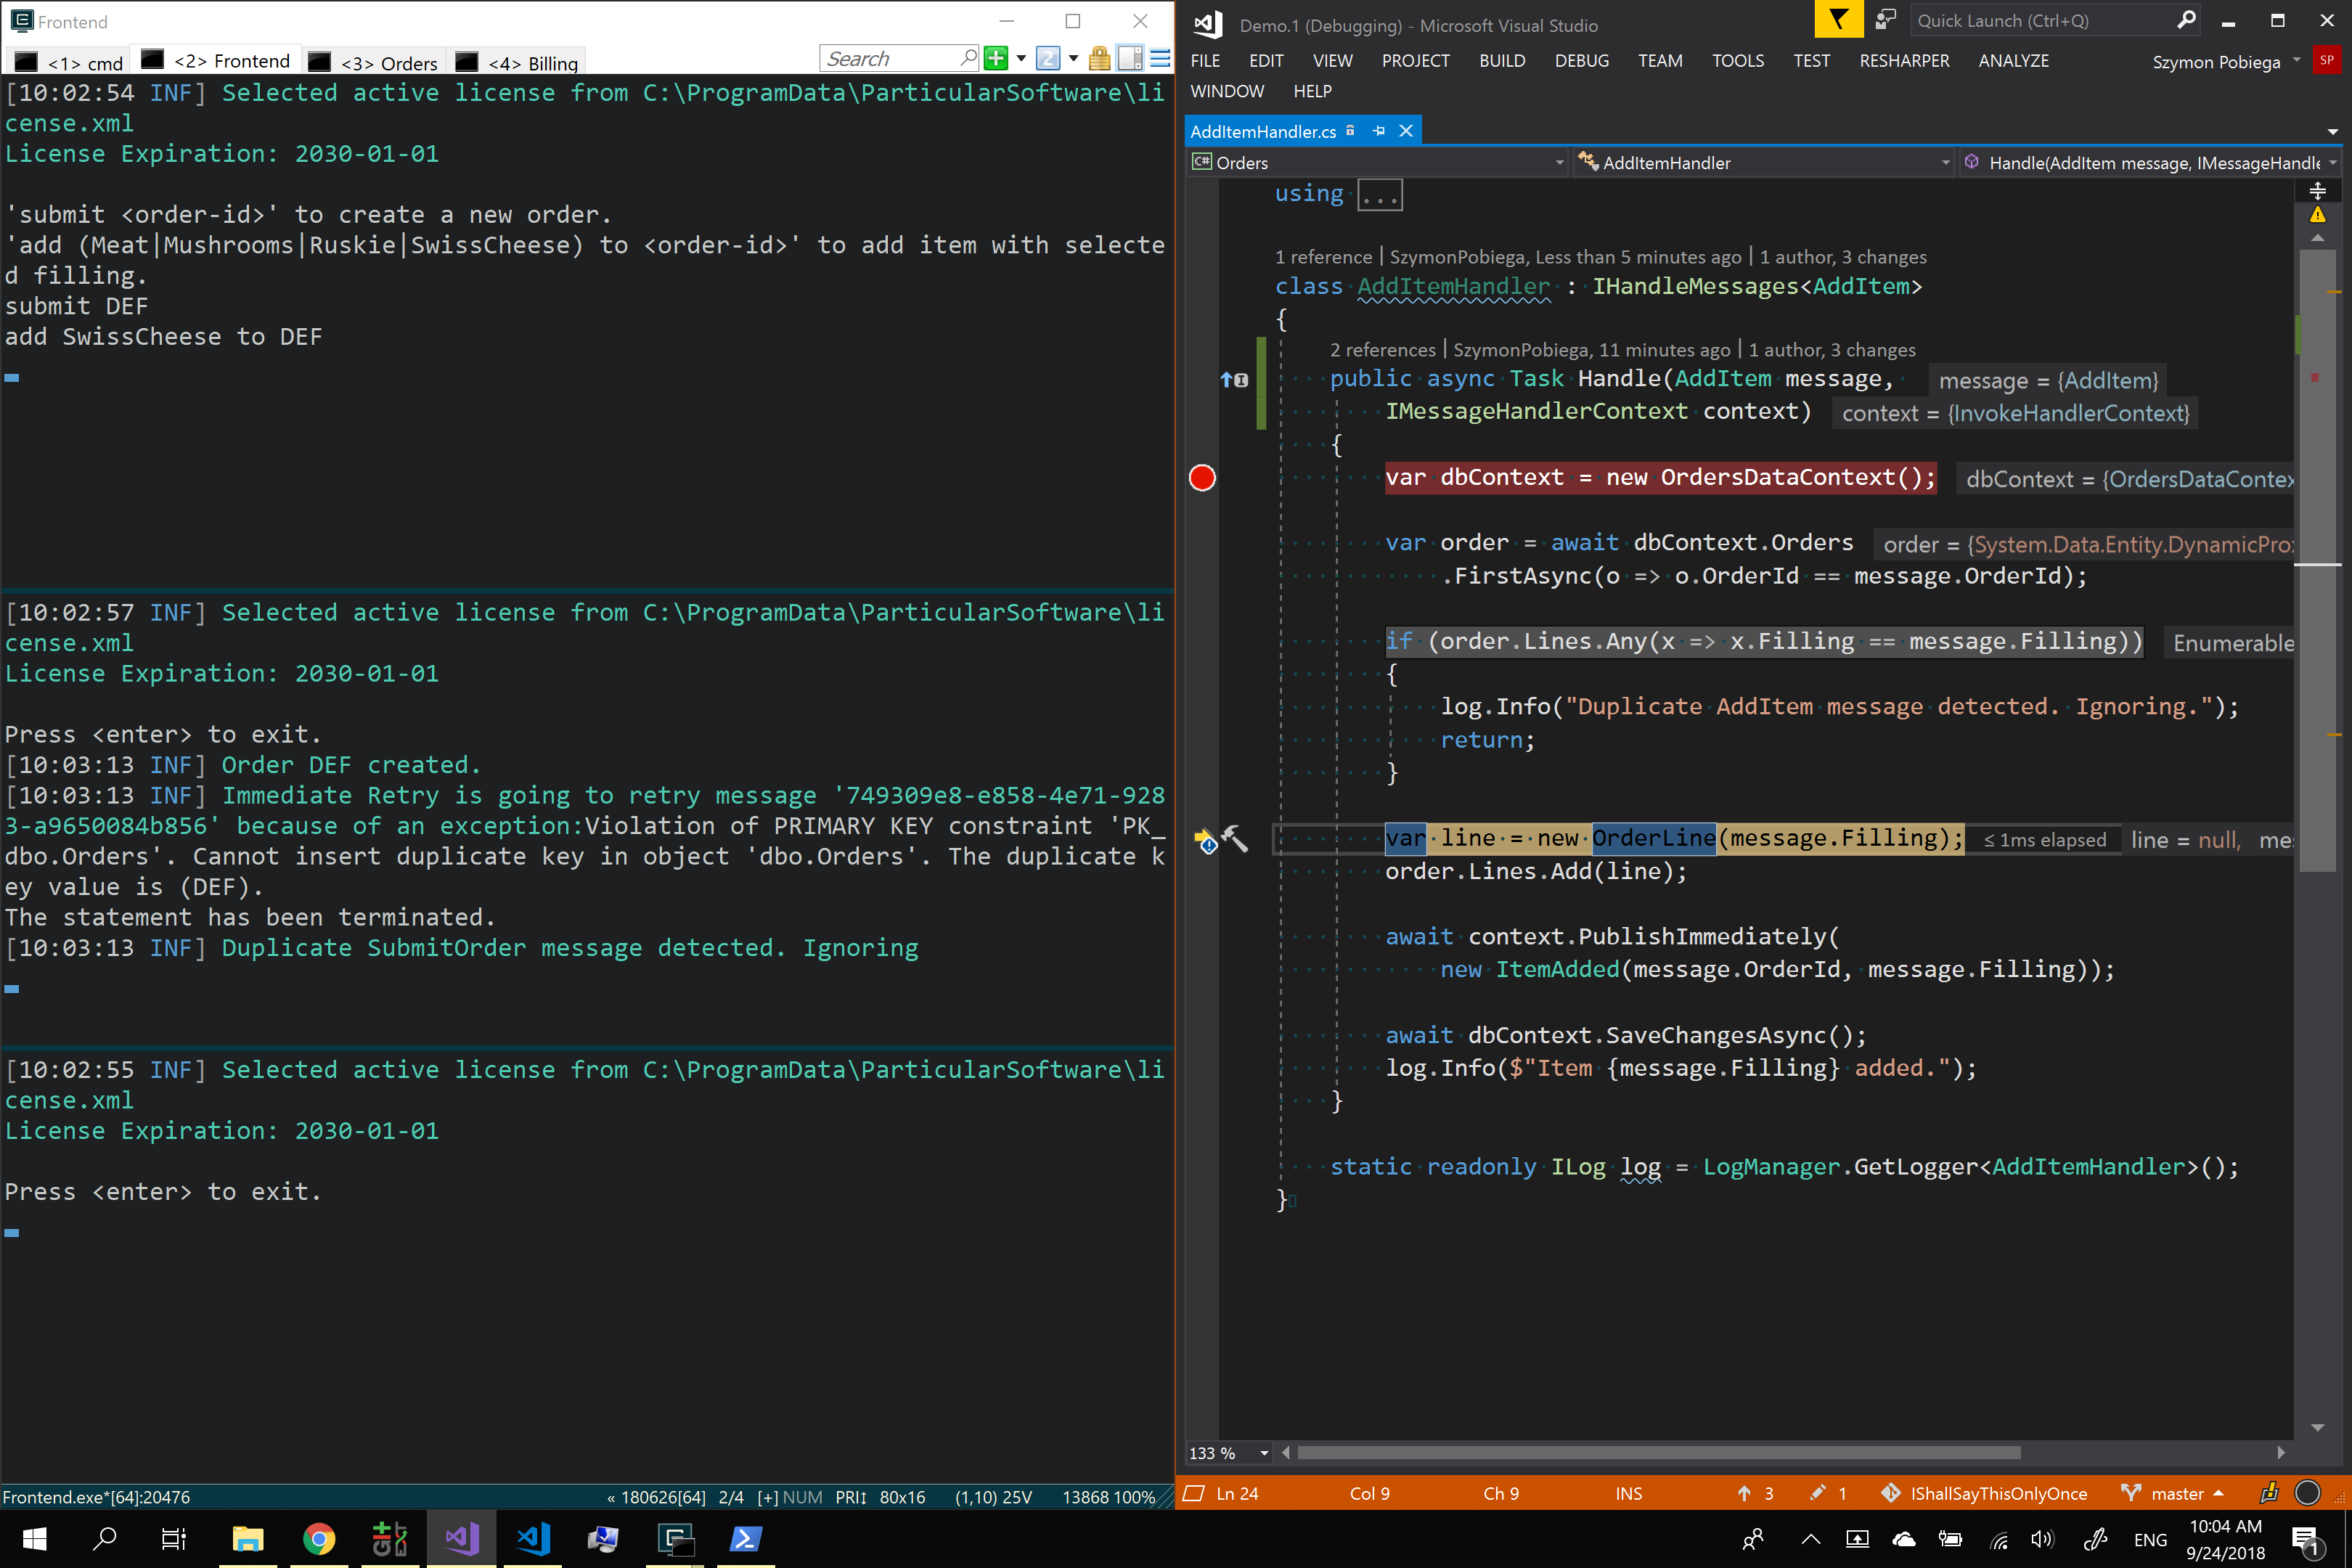 Frontend
<1> cmd
<2> Frontend
<3> Orders
<4> Billing
Search
[10:02:54 INF] Selected active license from C:\ProgramData\ParticularSoftware\li
cense.xml
License Expiration: 2030-01-01
'submit <order-id>' to create a new order.
'add (Meat|Mushrooms|Ruskie|SwissCheese) to <order-id>' to add item with selecte
d filling.
submit DEF
add SwissCheese to DEF
[10:02:57 INF] Selected active license from C:\ProgramData\ParticularSoftware\li
cense.xml
License Expiration: 2030-01-01
Press <enter> to exit.
[10:03:13 INF] Order DEF created.
[10:03:13 INF] Immediate Retry is going to retry message '749309e8-e858-4e71-928
3-a9650084b856' because of an exception:Violation of PRIMARY KEY constraint 'PK_
dbo.Orders'. Cannot insert duplicate key in object 'dbo.Orders'. The duplicate k
ey value is (DEF).
The statement has been terminated.
[10:03:13 INF] Duplicate SubmitOrder message detected. Ignoring
[10:02:55 INF] Selected active license from C:\ProgramData\ParticularSoftware\li
cense.xml
License Expiration: 2030-01-01
Press <enter> to exit.
Frontend.exe*[64]:20476 « 180626[64] 2/4 [+] NUM PRI↕ 80x16 (1,10) 25V 13868 100%
Demo.1 (Debugging) - Microsoft Visual Studio
Quick Launch (Ctrl+Q)
FILE EDIT VIEW PROJECT BUILD DEBUG TEAM TOOLS TEST RESHARPER ANALYZE
Szymon Pobiega SP
WINDOW HELP
AddItemHandler.cs
C# Orders
AddItemHandler
Handle(AddItem message, IMessageHandle
using ...
1 reference | SzymonPobiega, Less than 5 minutes ago | 1 author, 3 changes
class AddItemHandler : IHandleMessages<AddItem>
{
2 references | SzymonPobiega, 11 minutes ago | 1 author, 3 changes
public async Task Handle(AddItem message, message = {AddItem}
IMessageHandlerContext context) context = {InvokeHandlerContext}
{
var dbContext = new OrdersDataContext(); dbContext = {OrdersDataContex
var order = await dbContext.Orders order = {System.Data.Entity.DynamicPro
.FirstAsync(o => o.OrderId == message.OrderId);
if (order.Lines.Any(x => x.Filling == message.Filling)) Enumerable
{
log.Info("Duplicate AddItem message detected. Ignoring.");
return;
}
var line = new OrderLine(message.Filling); ≤ 1ms elapsed line = null, mes
order.Lines.Add(line);
await context.PublishImmediately(
new ItemAdded(message.OrderId, message.Filling));
await dbContext.SaveChangesAsync();
log.Info($"Item {message.Filling} added.");
}
static readonly ILog log = LogManager.GetLogger<AddItemHandler>();
}
133 %
Ln 24 Col 9 Ch 9 INS 3 1 IShallSayThisOnlyOnce master
ENG
10:04 AM
9/24/2018
1